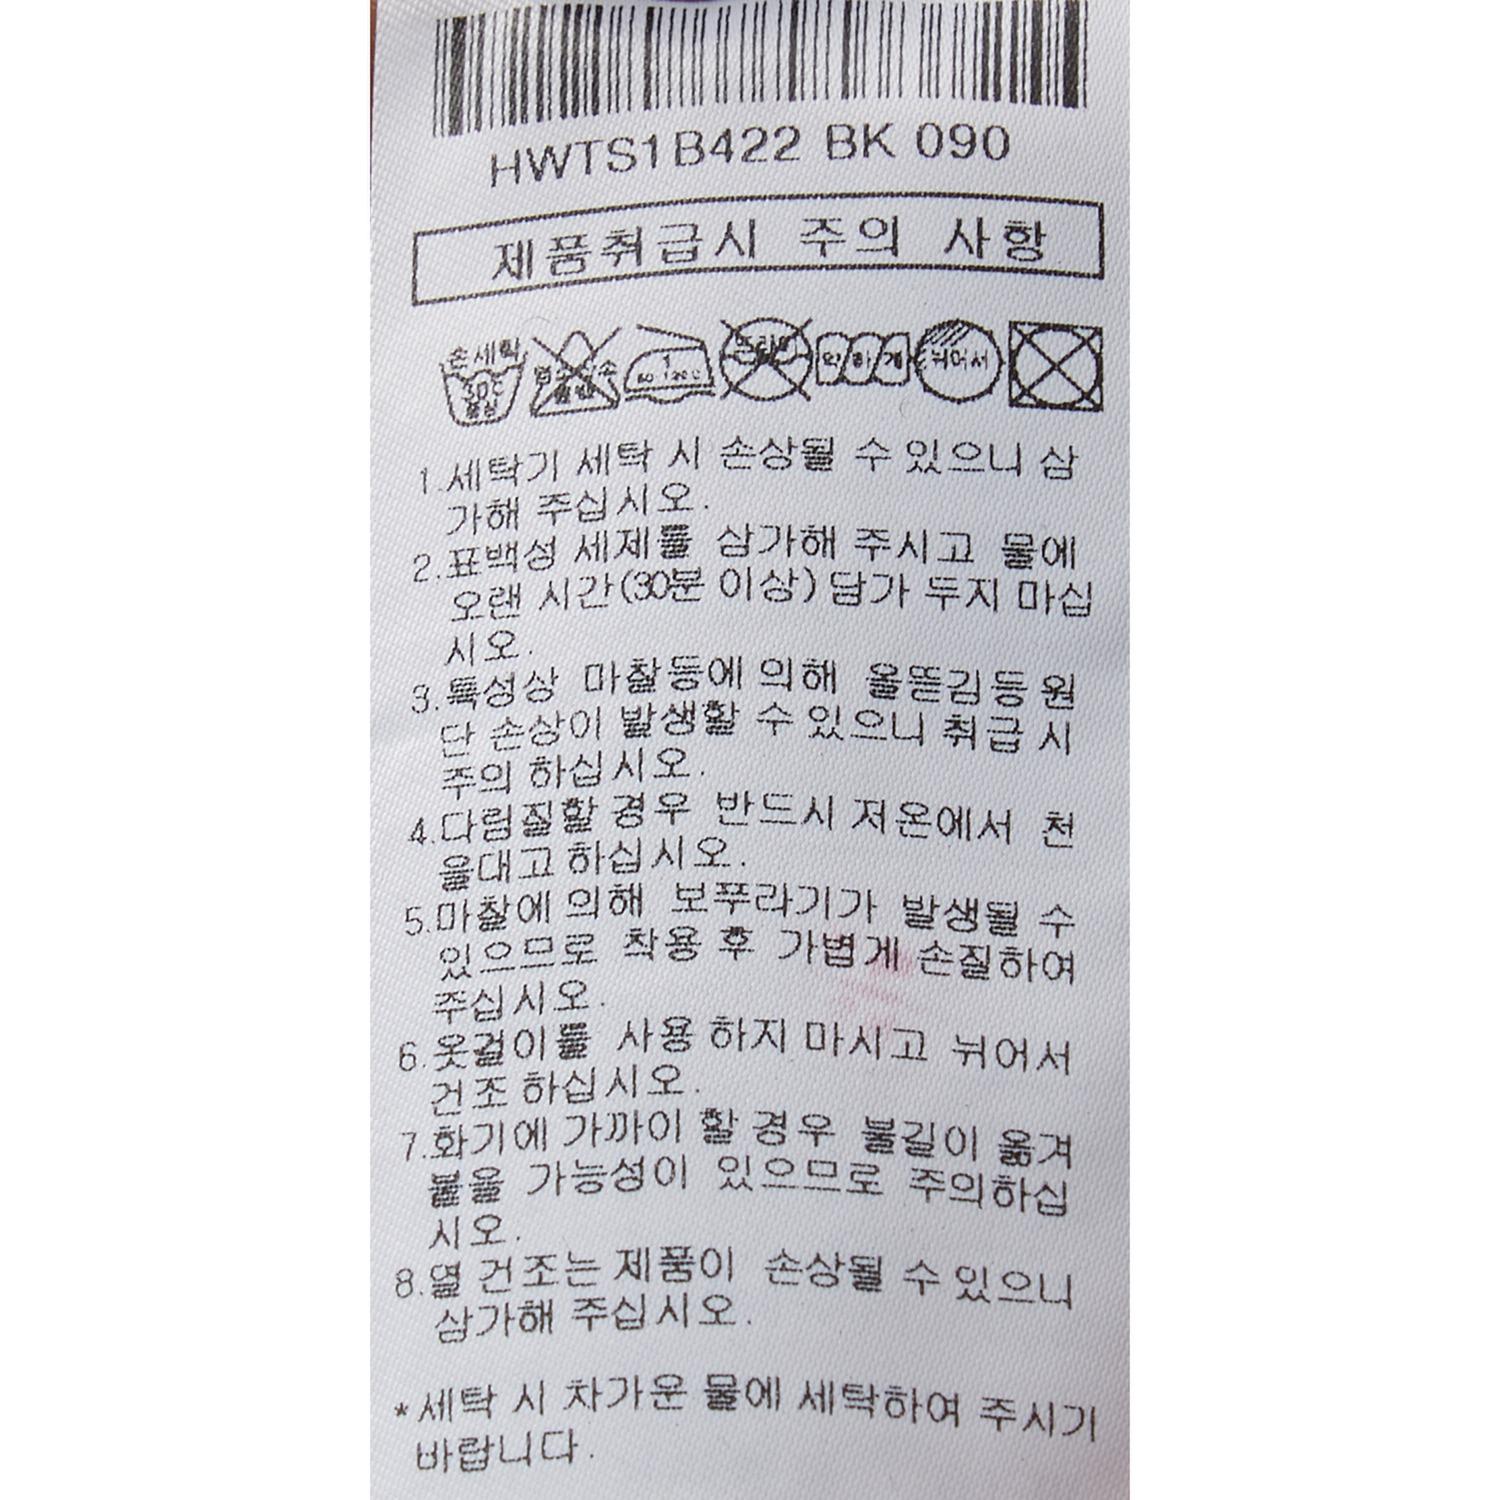 HWTS1B422 BK 090
제품취급시 주의 사항
손세탁
30℃
중성
드라이
약하게
뉘어서
1.세탁기 세탁 시 손상될 수 있으니 삼
가해 주십시오.
2.표백성 세제를 삼가해 주시고 물에
오랜 시간(30분 이상) 담가 두지 마십
시오.
3.특성상 마찰등에 의해 올뜯김등 원
단 손상이 발생할 수 있으니 취급 시
주의 하십시오.
4.다림질할 경우 반드시 저온에서 천
을대고 하십시오.
5.마찰에 의해 보푸라기가 발생될 수
있으므로 착용 후 가볍게 손질하여
주십시오.
6.옷걸이를 사용 하지 마시고 뉘어서
건조 하십시오.
7.화기에 가까이 할 경우 불길이 옮겨
붙을 가능성이 있으므로 주의하십
시오.
8.열 건조는 제품이 손상될 수 있으니
삼가해 주십시오.
*세탁 시 차가운 물에 세탁하여 주시기
바랍니다.